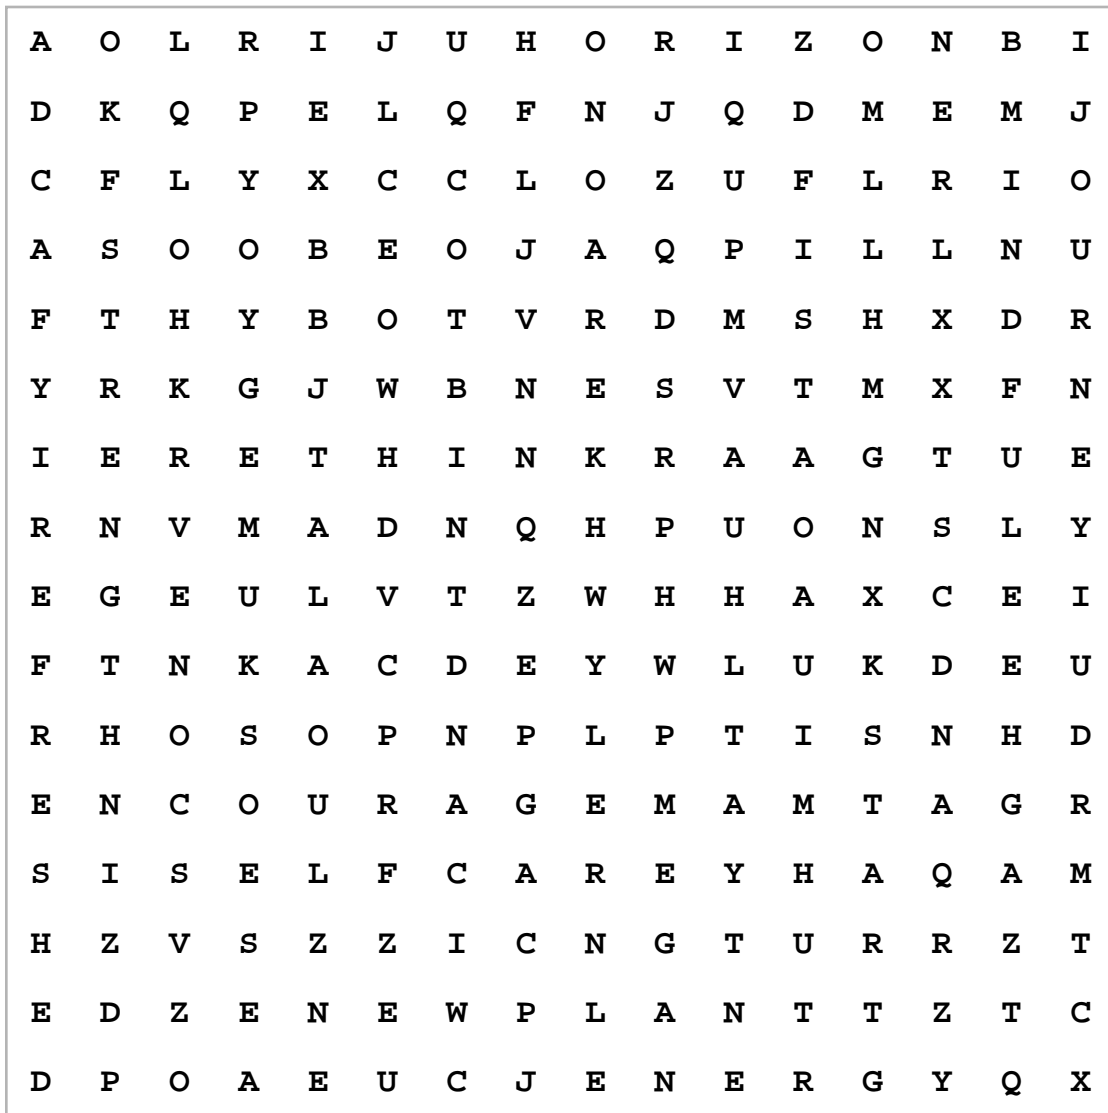 A O L R I J U H O R I Z O N B I
D K Q P E L Q F N J Q D M E M J
C F L Y X C C L O Z U F L R I O
A S O O B E O J A Q P I L L N U
F T H Y B O T V R D M S H X D R
Y R K G J W B N E S V T M X F N
I E R E T H I N K R A A G T U E
R N V M A D N Q H P U O N S L Y
E G E U L V T Z W H H A X C E I
F T N K A C D E Y W L U K D E U
R H O S O P N P L P T I S N H D
E N C O U R A G E M A M T A G R
S I S E L F C A R E Y H A Q A M
H Z V S Z Z I C N G T U R R Z T
E D Z E N E W P L A N T T Z T C
D P O A E U C J E N E R G Y Q X